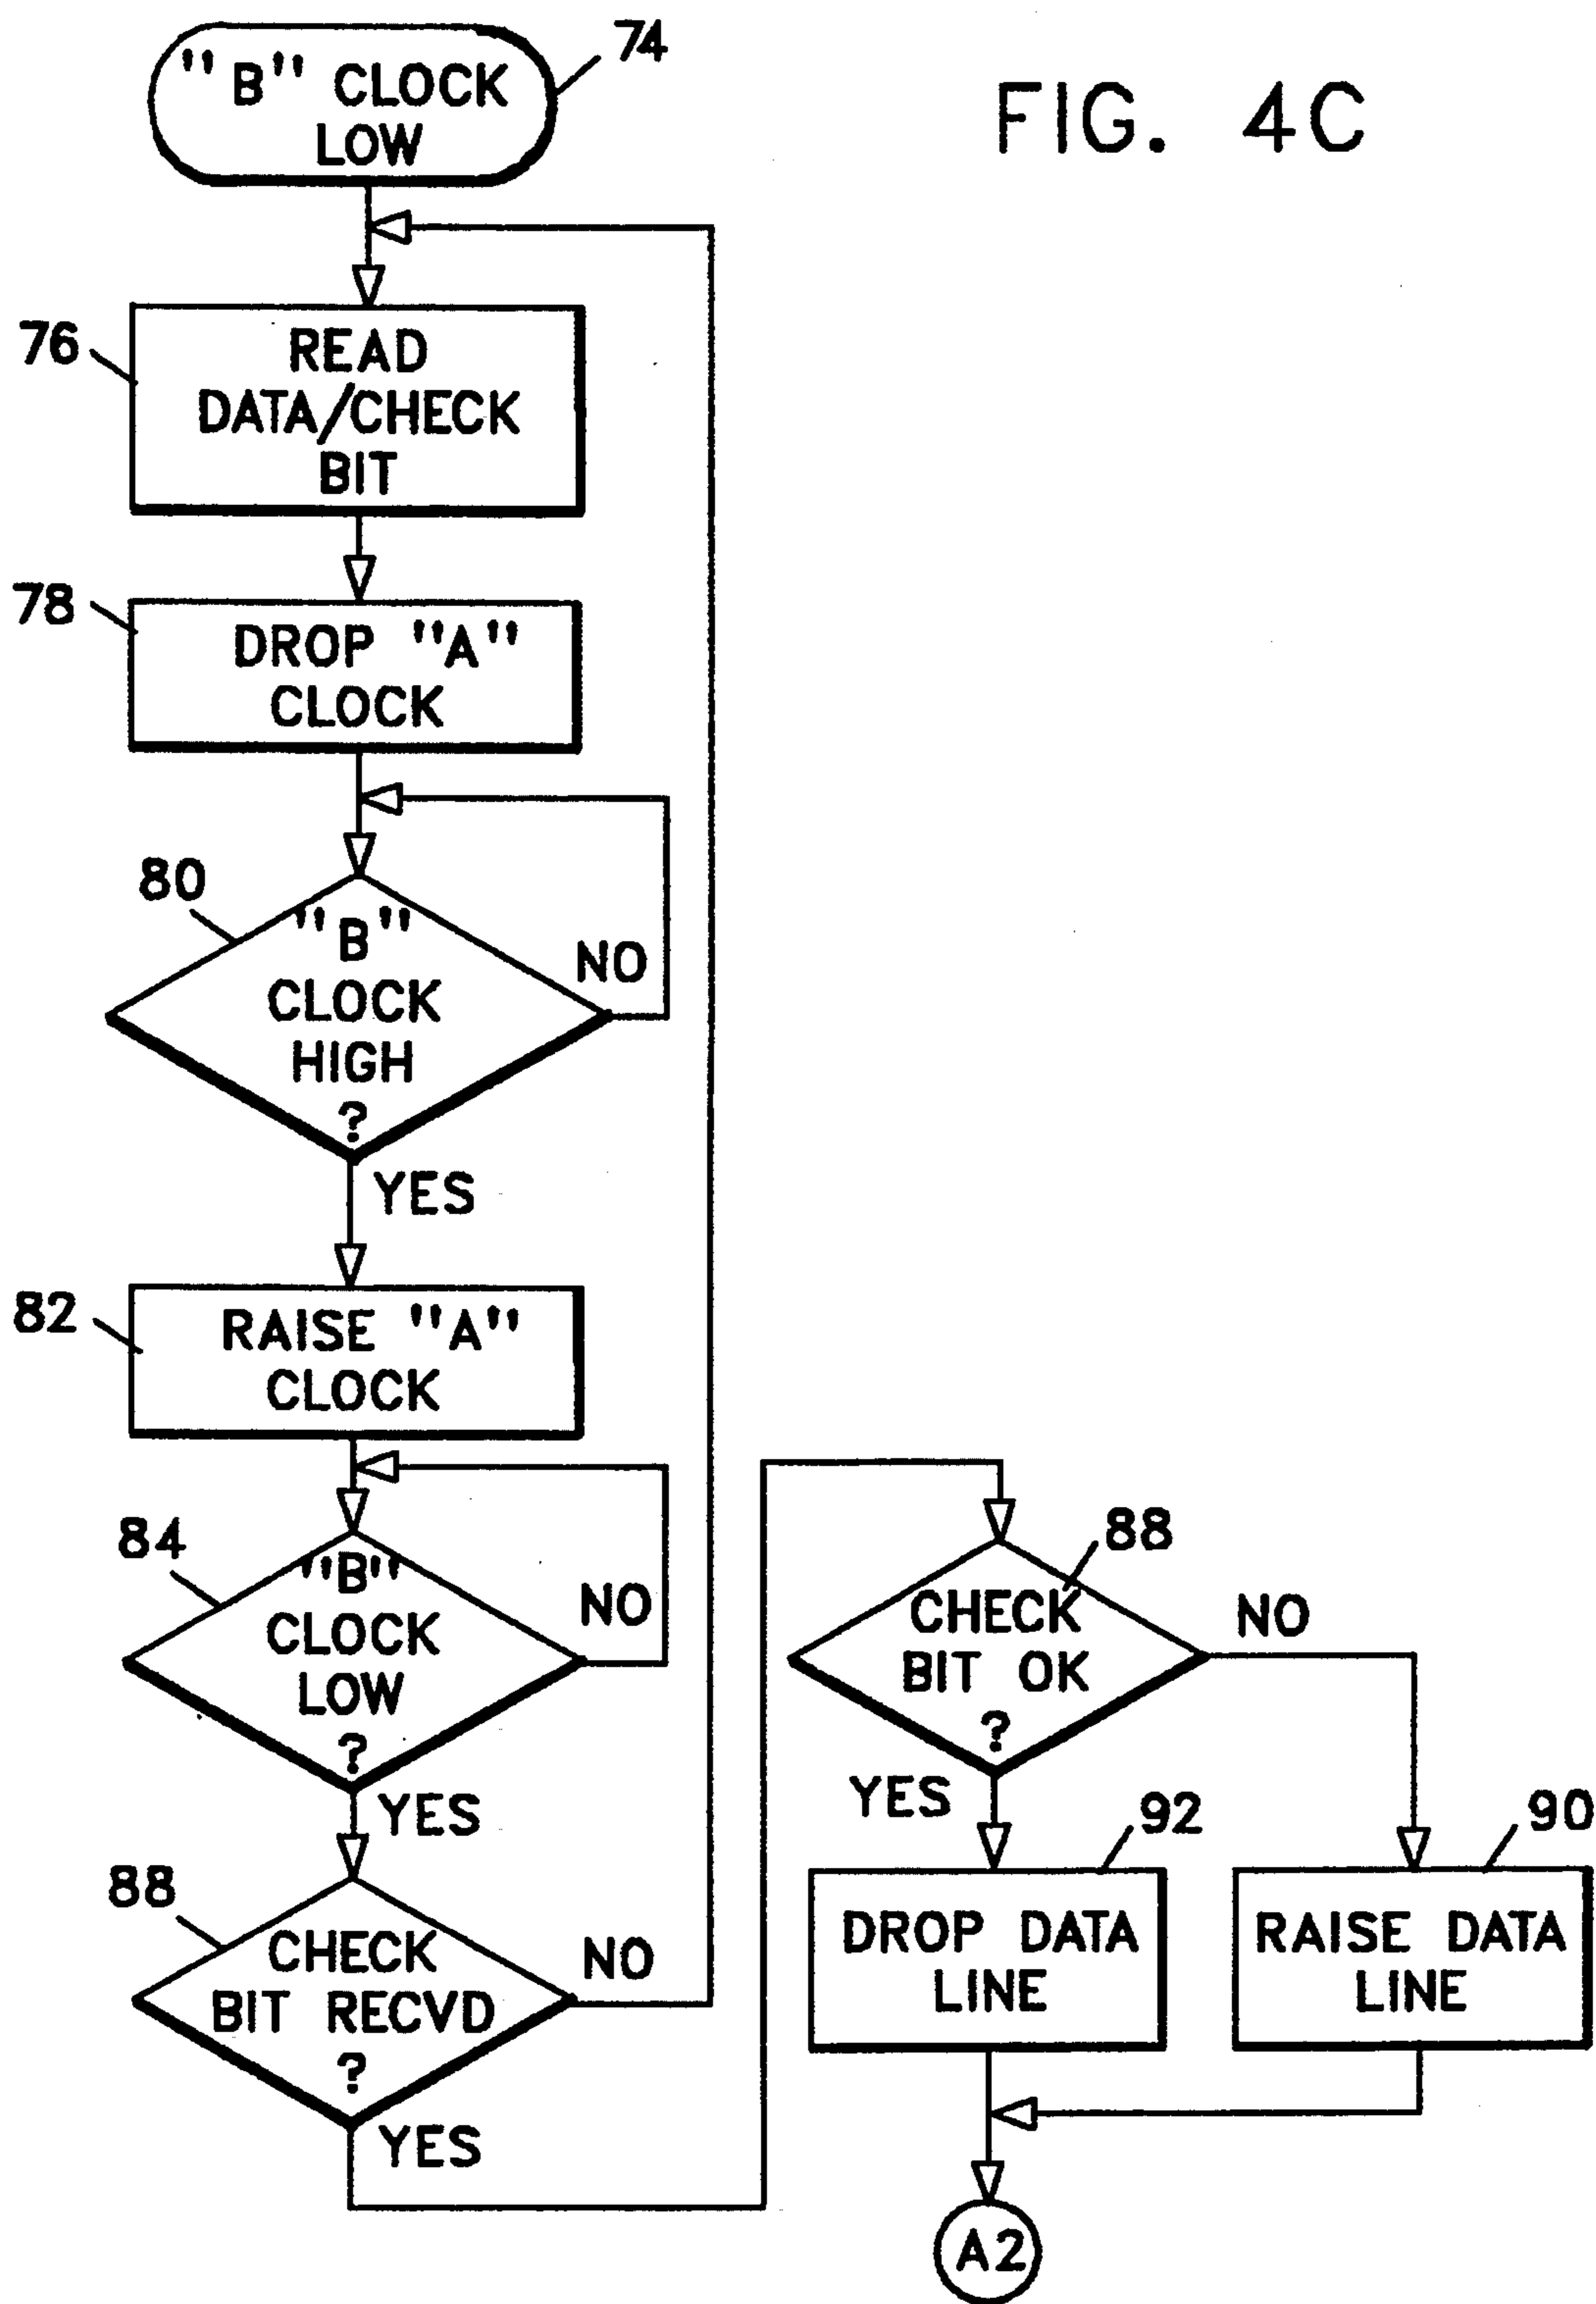 FIG. 4C
74
"B" CLOCK
LOW
76
READ
DATA/CHECK
BIT
78
DROP "A"
CLOCK
80
"B"
CLOCK
HIGH
?
NO
YES
82
RAISE "A"
CLOCK
84
"B"
CLOCK
LOW
?
NO
YES
88
CHECK
BIT RECVD
?
NO
YES
88
CHECK
BIT OK
?
NO
YES
92
DROP DATA
LINE
90
RAISE DATA
LINE
A2